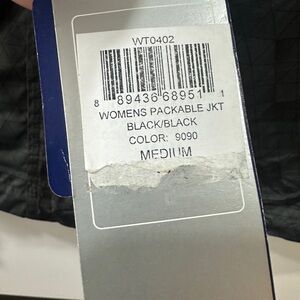 WT0402
8 89436 68951 1
WOMENS PACKABLE JKT
BLACK/BLACK
COLOR: 9090
MEDIUM